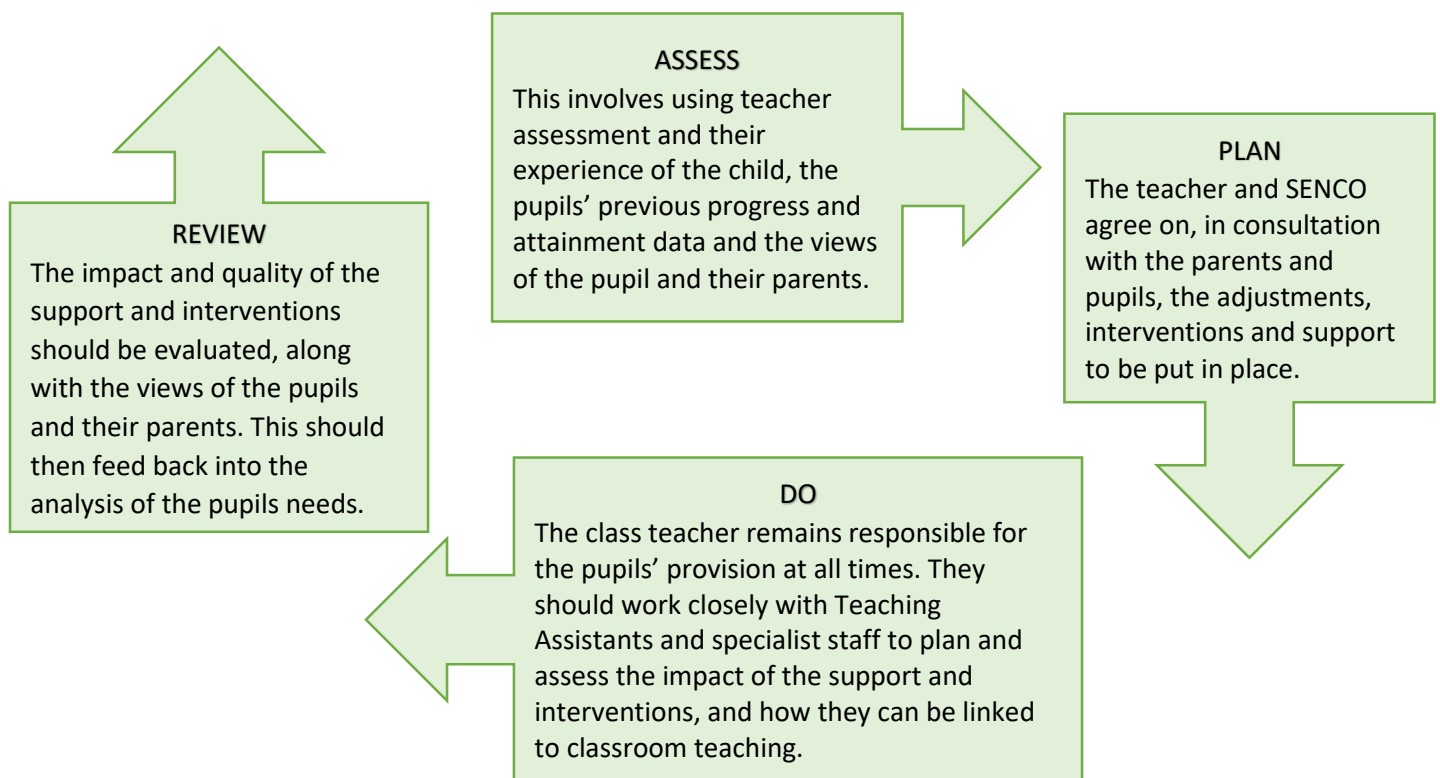 ASSESS
This involves using teacher
assessment and their
experience of the child, the
pupils’ previous progress and
attainment data and the views
of the pupil and their parents.
PLAN
The teacher and SENCO
agree on, in consultation
with the parents and
pupils, the adjustments,
interventions and support
to be put in place.
DO
The class teacher remains responsible for
the pupils’ provision at all times. They
should work closely with Teaching
Assistants and specialist staff to plan and
assess the impact of the support and
interventions, and how they can be linked
to classroom teaching.
REVIEW
The impact and quality of the
support and interventions
should be evaluated, along
with the views of the pupils
and their parents. This should
then feed back into the
analysis of the pupils needs.